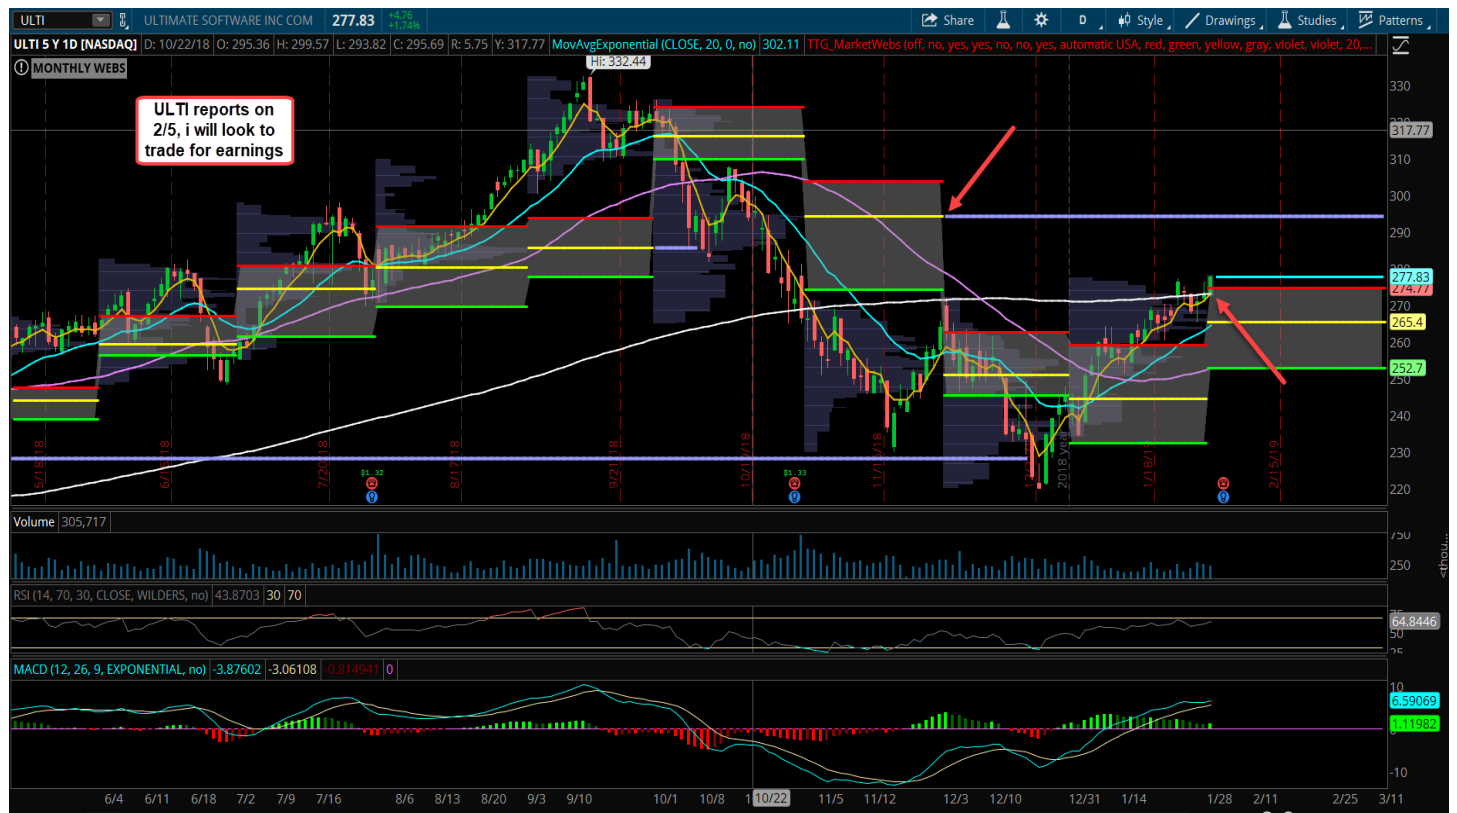 ULTI
ULTIMATE SOFTWARE INC COM
277.83
+4.76
+1.74%
Share
D
Style
Drawings
Studies
Patterns
ULTI 5 Y 1D [NASDAQ] D: 10/22/18 O: 295.36 H: 299.57 L: 293.82 C: 295.69 R: 5.75 Y: 317.77 MovAvgExponential (CLOSE, 20, 0, no) 302.11 TTG_MarketWebs (off, no, yes, yes, no, no, yes, automatic USA, red, green, yellow, gray, violet, violet, 20,...
MONTHLY WEBS
Hi: 332.44
ULTI reports on
2/5, i will look to
trade for earnings
330
317.77
310
300
290
277.83
274.77
270
265.4
260
252.7
250
240
230
220
5/18/18
6/15/18
7/20/18
8/17/18
9/21/18
10/19/18
11/16/18
2018 year
1/18/19
2/15/19
$1.32
$1.33
Volume 305,717
750
250
RSI (14, 70, 30, CLOSE, WILDERS, no) 43.8703 30 70
75
64.8446
50
25
MACD (12, 26, 9, EXPONENTIAL, no) -3.87602 -3.06108 -0.814941 0
10
6.59069
1.11982
-10
6/4 6/11 6/18 7/2 7/9 7/16 8/6 8/13 8/20 9/3 9/10 10/1 10/8 10/22 11/5 11/12 12/3 12/10 12/31 1/14 1/28 2/11 2/25 3/11